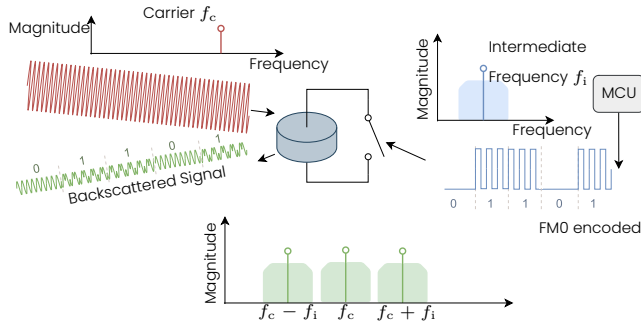 Carrier f_c
Magnitude
Frequency
0 1 1 0 1
Backscattered Signal
Intermediate
Frequency f_i
Magnitude
Frequency
MCU
0 1 1 0 1
FM0 encoded
Magnitude
f_c − f_i f_c f_c + f_i